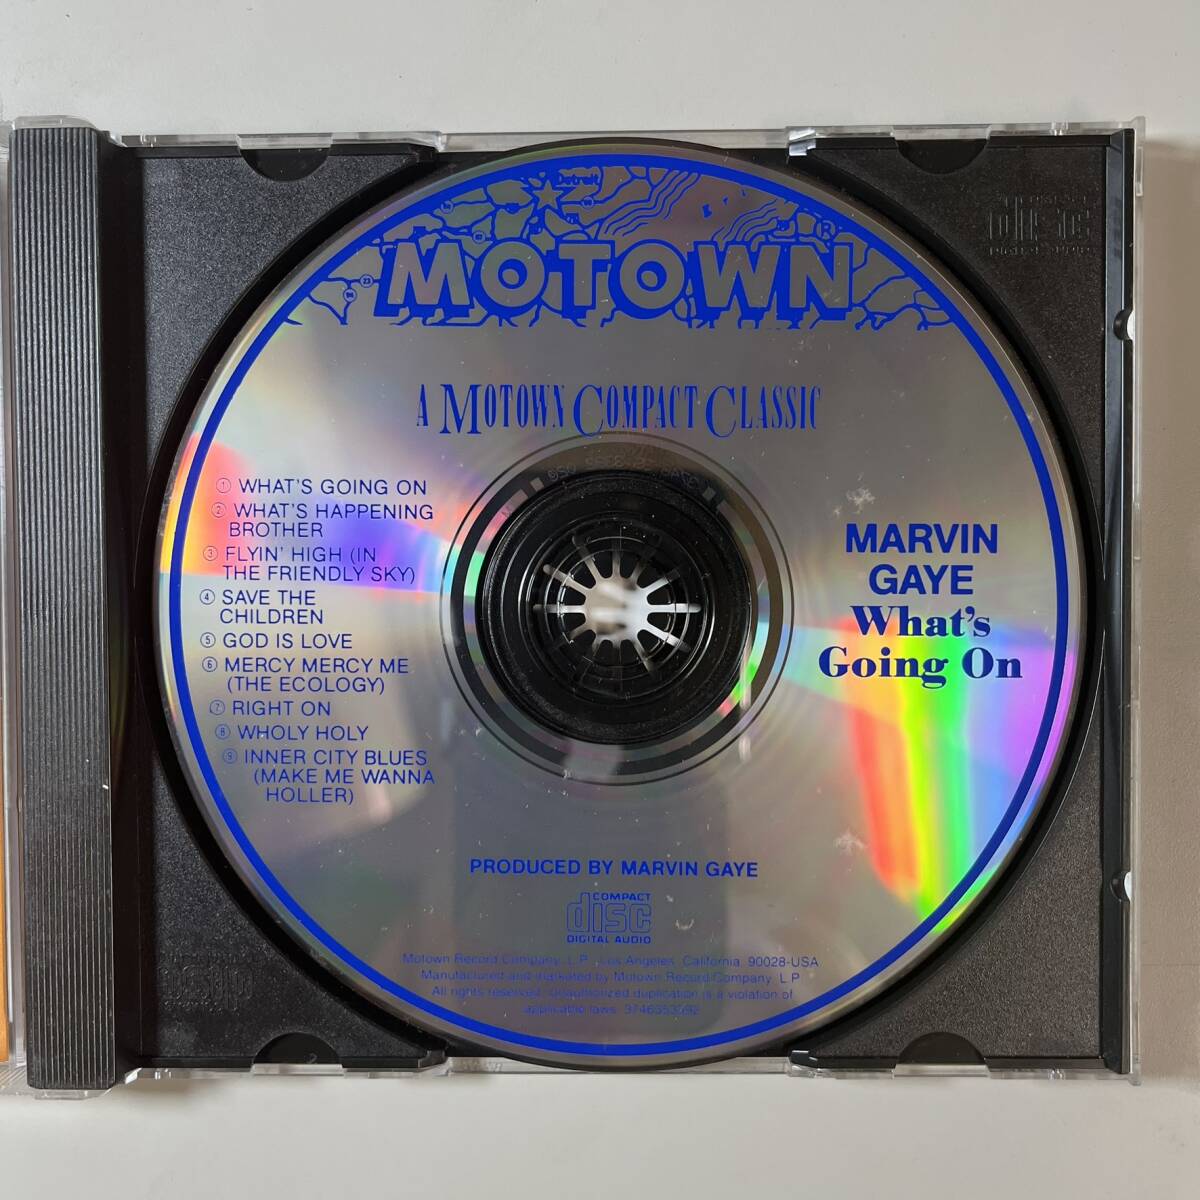 Detroit
MOTOWN
A MOTOWN COMPACT CLASSIC
① WHAT'S GOING ON
② WHAT'S HAPPENING
BROTHER
③ FLYIN' HIGH (IN
THE FRIENDLY SKY)
④ SAVE THE
CHILDREN
⑤ GOD IS LOVE
⑥ MERCY MERCY ME
(THE ECOLOGY)
⑦ RIGHT ON
⑧ WHOLY HOLY
⑨ INNER CITY BLUES
(MAKE ME WANNA
HOLLER)
MARVIN
GAYE
What's
Going On
PRODUCED BY MARVIN GAYE
COMPACT
disc
DIGITAL AUDIO
Motown Record Company, L.P., Los Angeles, California, 90028-USA
Manufactured and marketed by Motown Record Company, L.P.
All rights reserved, unauthorized duplication is a violation of
applicable laws.